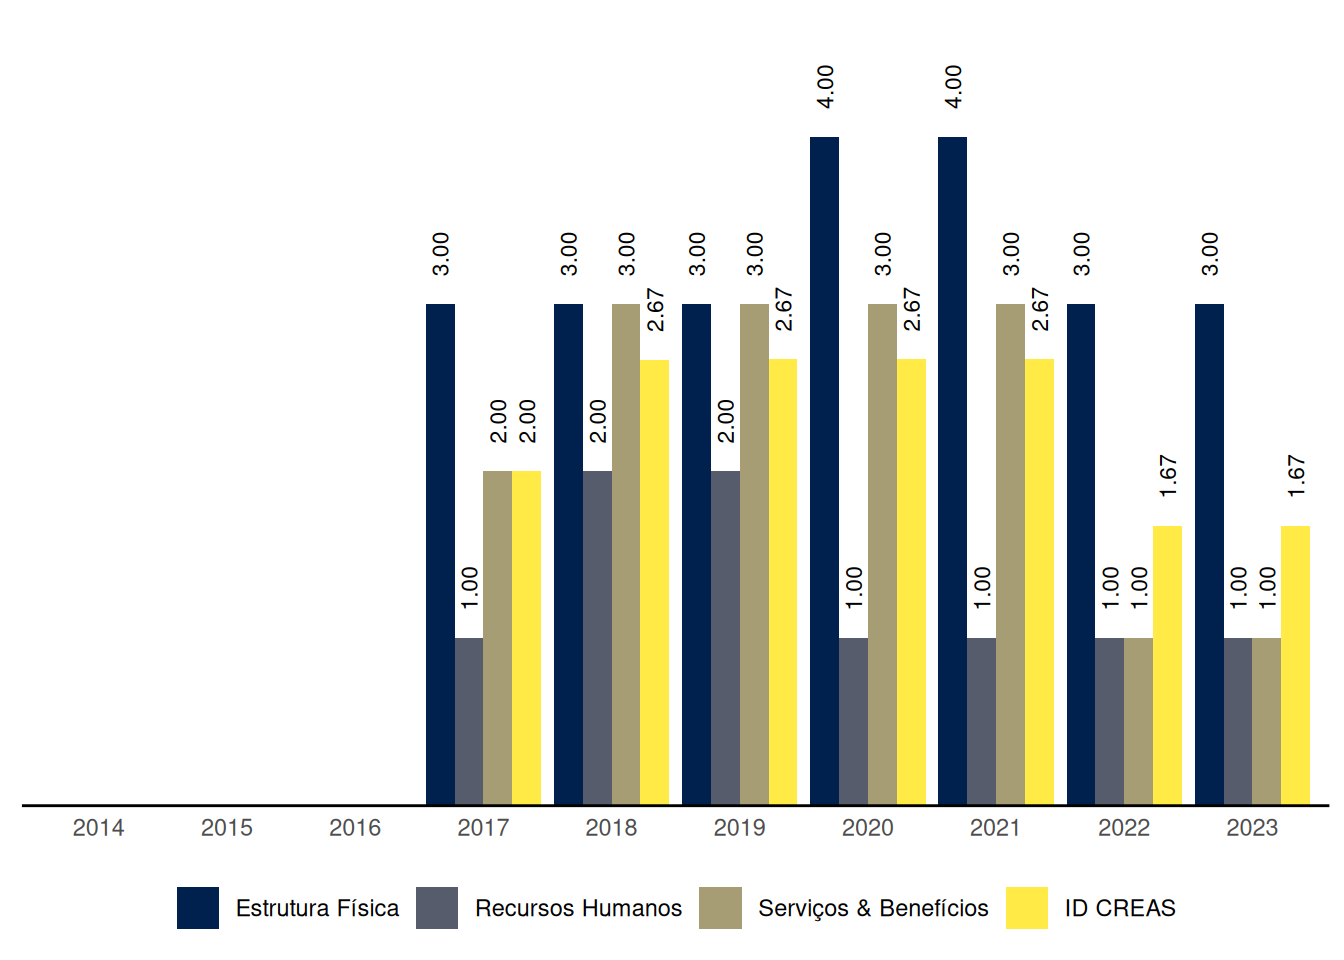 4.00 4.00
3.00 3.00 3.00 3.00 3.00 3.00 3.00 3.00 3.00
2.67 2.67 2.67 2.67
2.00 2.00 2.00 2.00
1.67 1.67
1.00 1.00 1.00 1.00 1.00 1.00 1.00
2014 2015 2016 2017 2018 2019 2020 2021 2022 2023
Estrutura Física Recursos Humanos Serviços & Benefícios ID CREAS